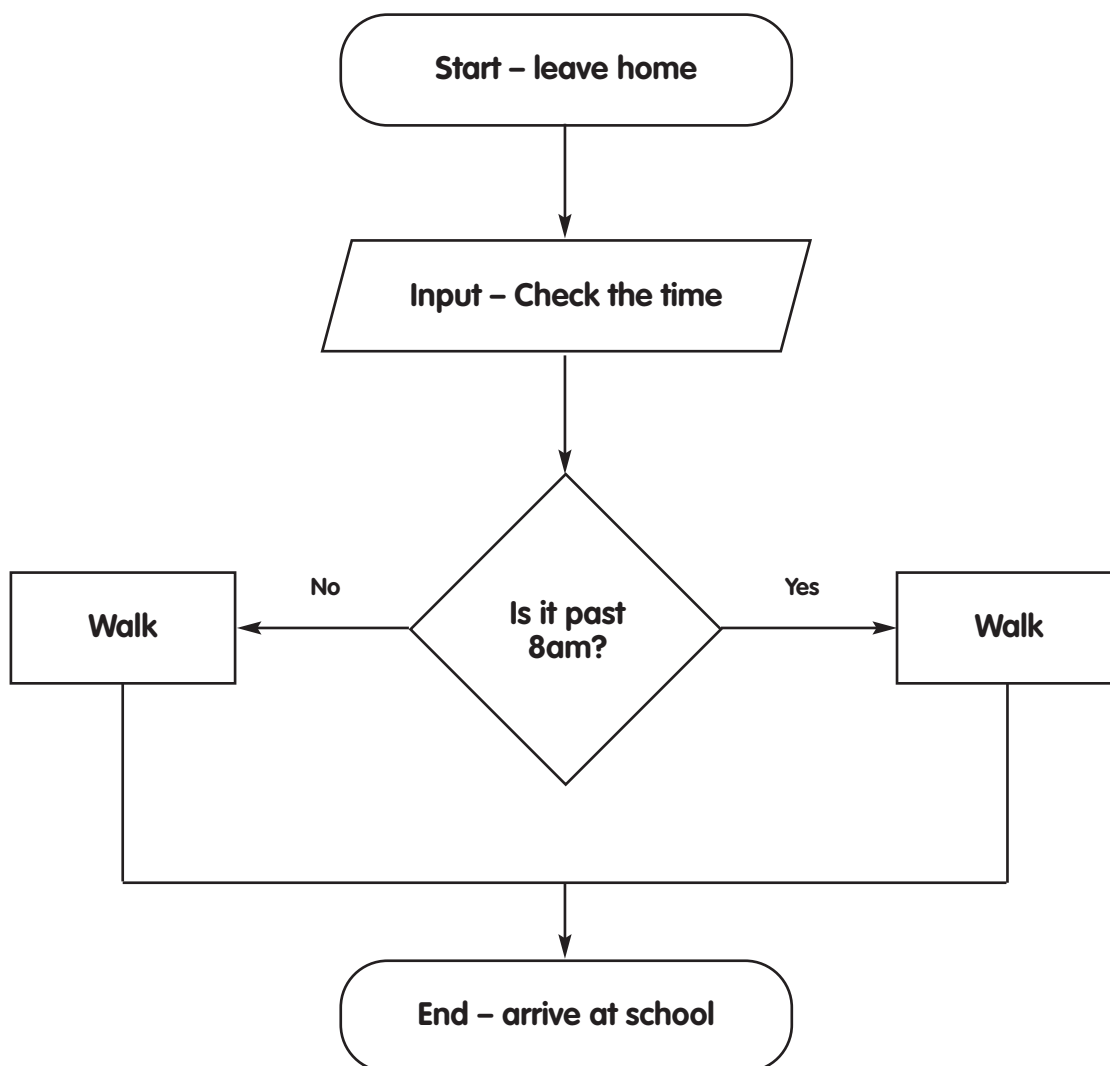 Start – leave home
Input – Check the time
No
Yes
Walk
Is it past
8am?
Walk
End – arrive at school